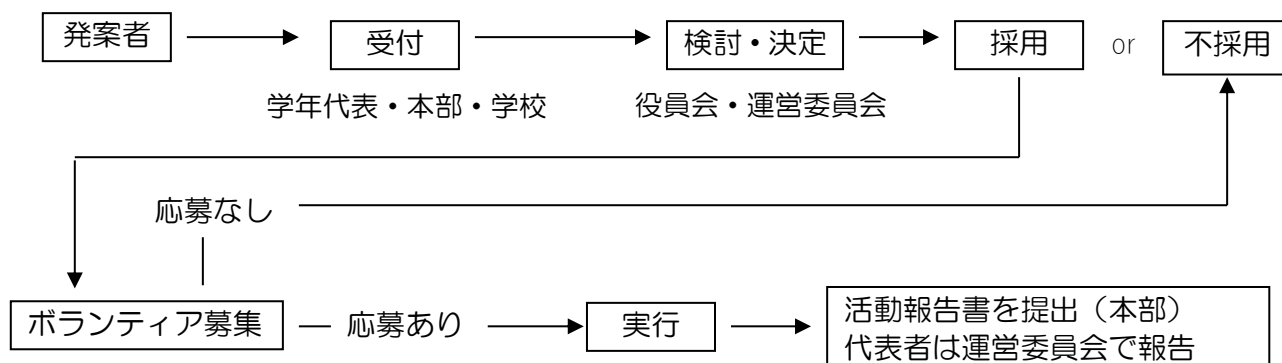 発案者
受付
検討・決定
採用
or
不採用
学年代表・本部・学校
役員会・運営委員会
応募なし
ボランティア募集
応募あり
実行
活動報告書を提出（本部）
代表者は運営委員会で報告